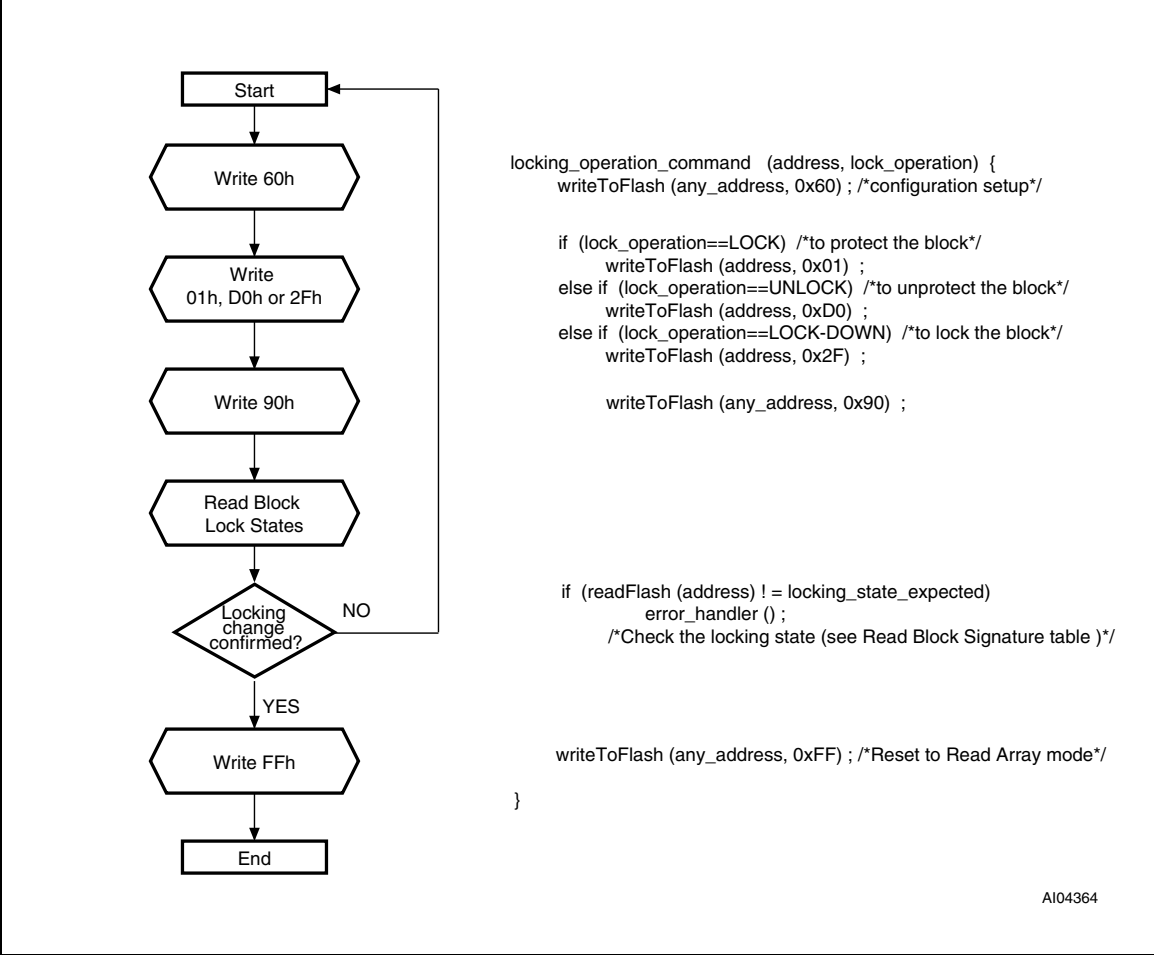 Start
Write 60h
Write
01h, D0h or 2Fh
Write 90h
Read Block
Lock States
Locking
change
confirmed?
NO
YES
Write FFh
End
locking_operation_command (address, lock_operation) {
writeToFlash (any_address, 0x60) ; /*configuration setup*/
if (lock_operation==LOCK) /*to protect the block*/
writeToFlash (address, 0x01) ;
else if (lock_operation==UNLOCK) /*to unprotect the block*/
writeToFlash (address, 0xD0) ;
else if (lock_operation==LOCK-DOWN) /*to lock the block*/
writeToFlash (address, 0x2F) ;
writeToFlash (any_address, 0x90) ;
if (readFlash (address) ! = locking_state_expected)
error_handler () ;
/*Check the locking state (see Read Block Signature table )*/
writeToFlash (any_address, 0xFF) ; /*Reset to Read Array mode*/
}
AI04364